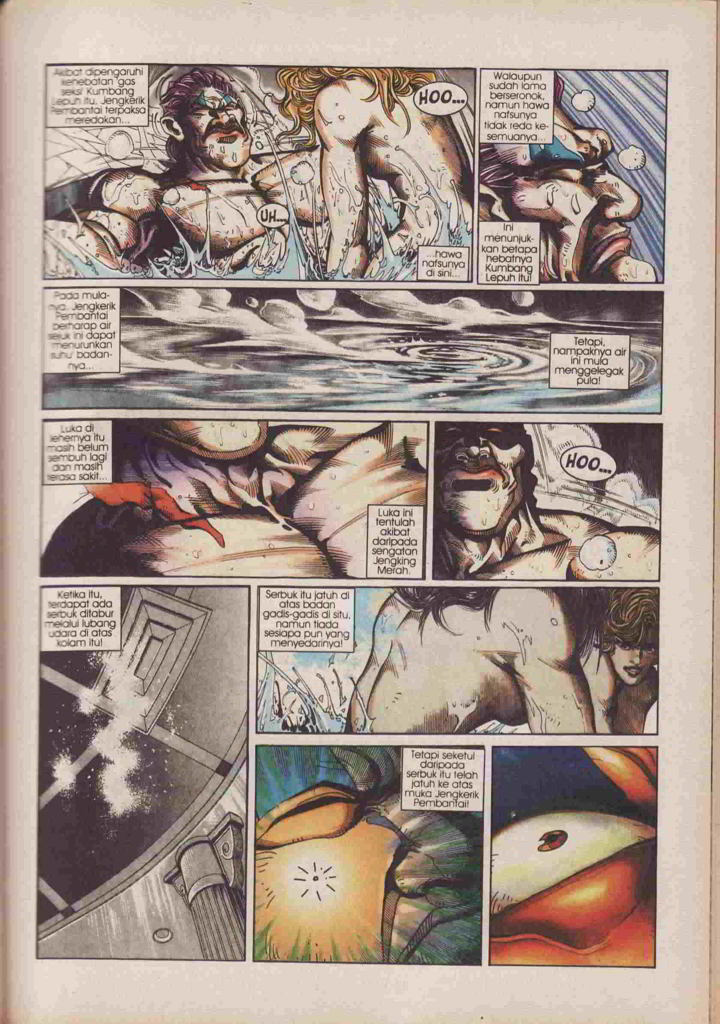 Akibat dipengaruhi
kehebatan gas
seksi Kumbang
Lepuh itu, Jengkerik
Pembantai terpaksa
meredakan...
HOO...
UH...
...hawa
nafsunya
di sini...
Walaupun
sudah lama
berseronok,
namun hawa
nafsunya
tidak reda ke-
semuanya...
Ini
menunjuk-
kan betapa
hebatnya
Kumbang
Lepuh itu!
Pada mula-
nya, Jengkerik
Pembantai
berharap air
sejuk ini dapat
menurunkan
suhu badan-
nya...
Tetapi,
nampaknya air
ini mula
menggelegak
pula!
Luka di
lehernya itu
masih belum
sembuh lagi
dan masih
terasa sakit...
Luka ini
tentulah
akibat
daripada
sengatan
Jengking
Merah.
HOO...
Ketika itu,
terdapat ada
serbuk ditabur
melalui lubang
udara di atas
kolam itu!
Serbuk itu jatuh di
atas badan
gadis-gadis di situ,
namun tiada
sesiapa pun yang
menyedarinya!
Tetapi seketul
daripada
serbuk itu telah
jatuh ke atas
muka Jengkerik
Pembantai!